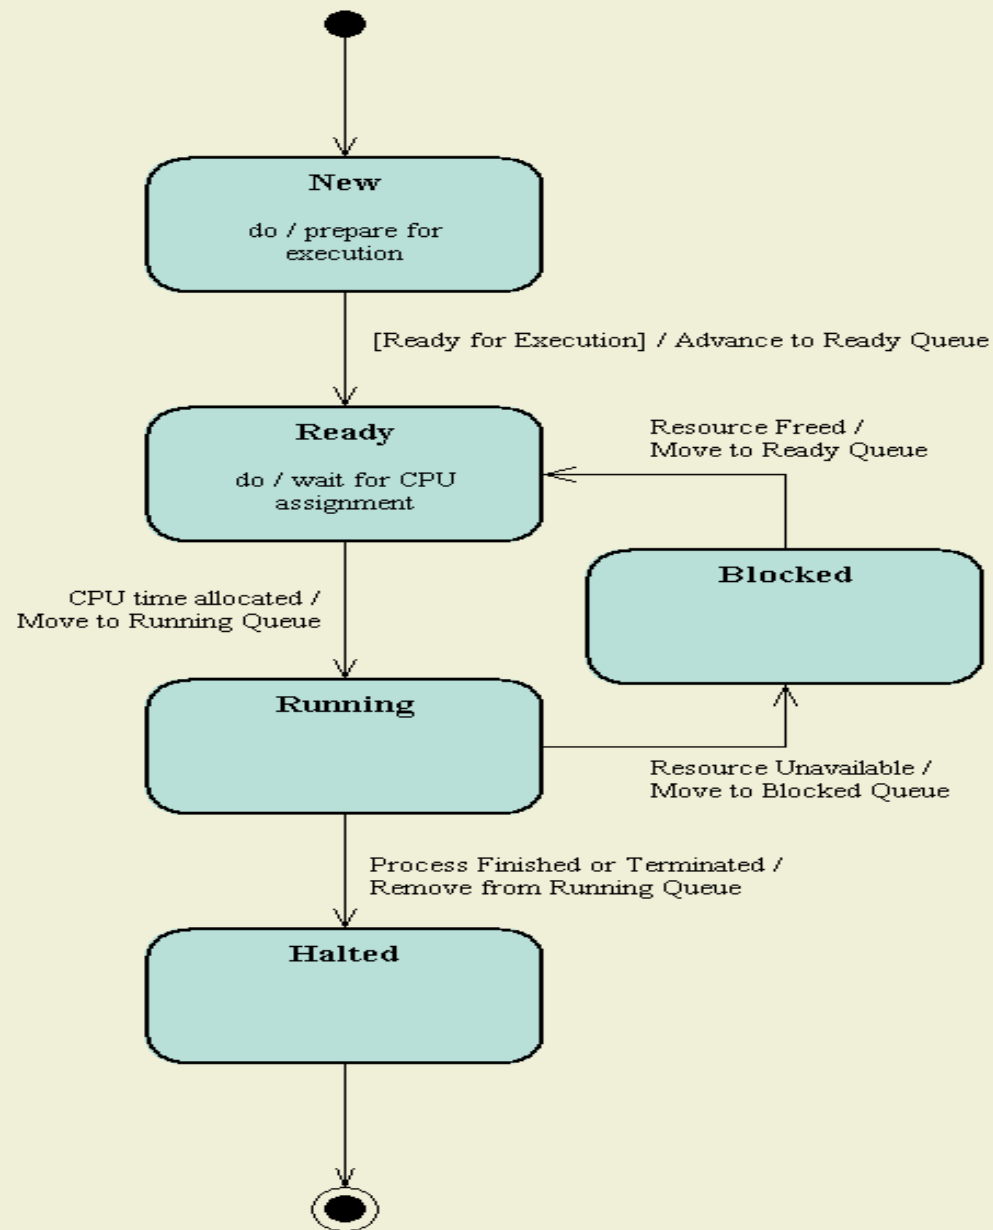 New
do / prepare for
execution
[Ready for Execution] / Advance to Ready Queue
Ready
do / wait for CPU
assignment
Resource Freed /
Move to Ready Queue
Blocked
CPU time allocated /
Move to Running Queue
Running
Resource Unavailable /
Move to Blocked Queue
Process Finished or Terminated /
Remove from Running Queue
Halted